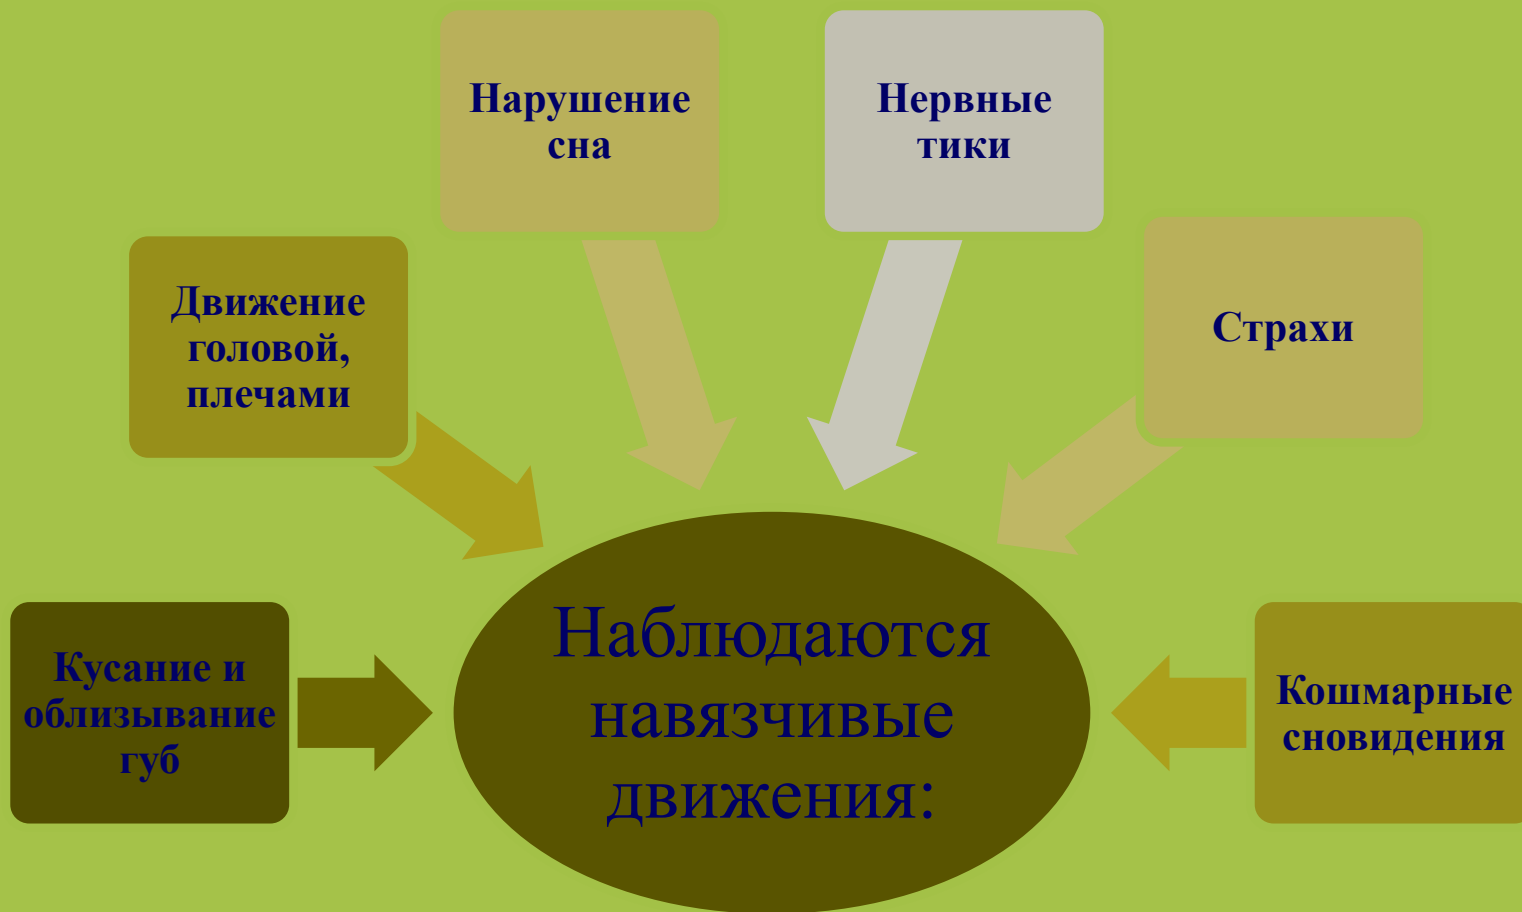 Нарушение
сна
Нервные
тики
Движение
головой,
плечами
Страхи
Кусание и
облизывание
губ
Наблюдаются
навязчивые
движения:
Кошмарные
сновидения